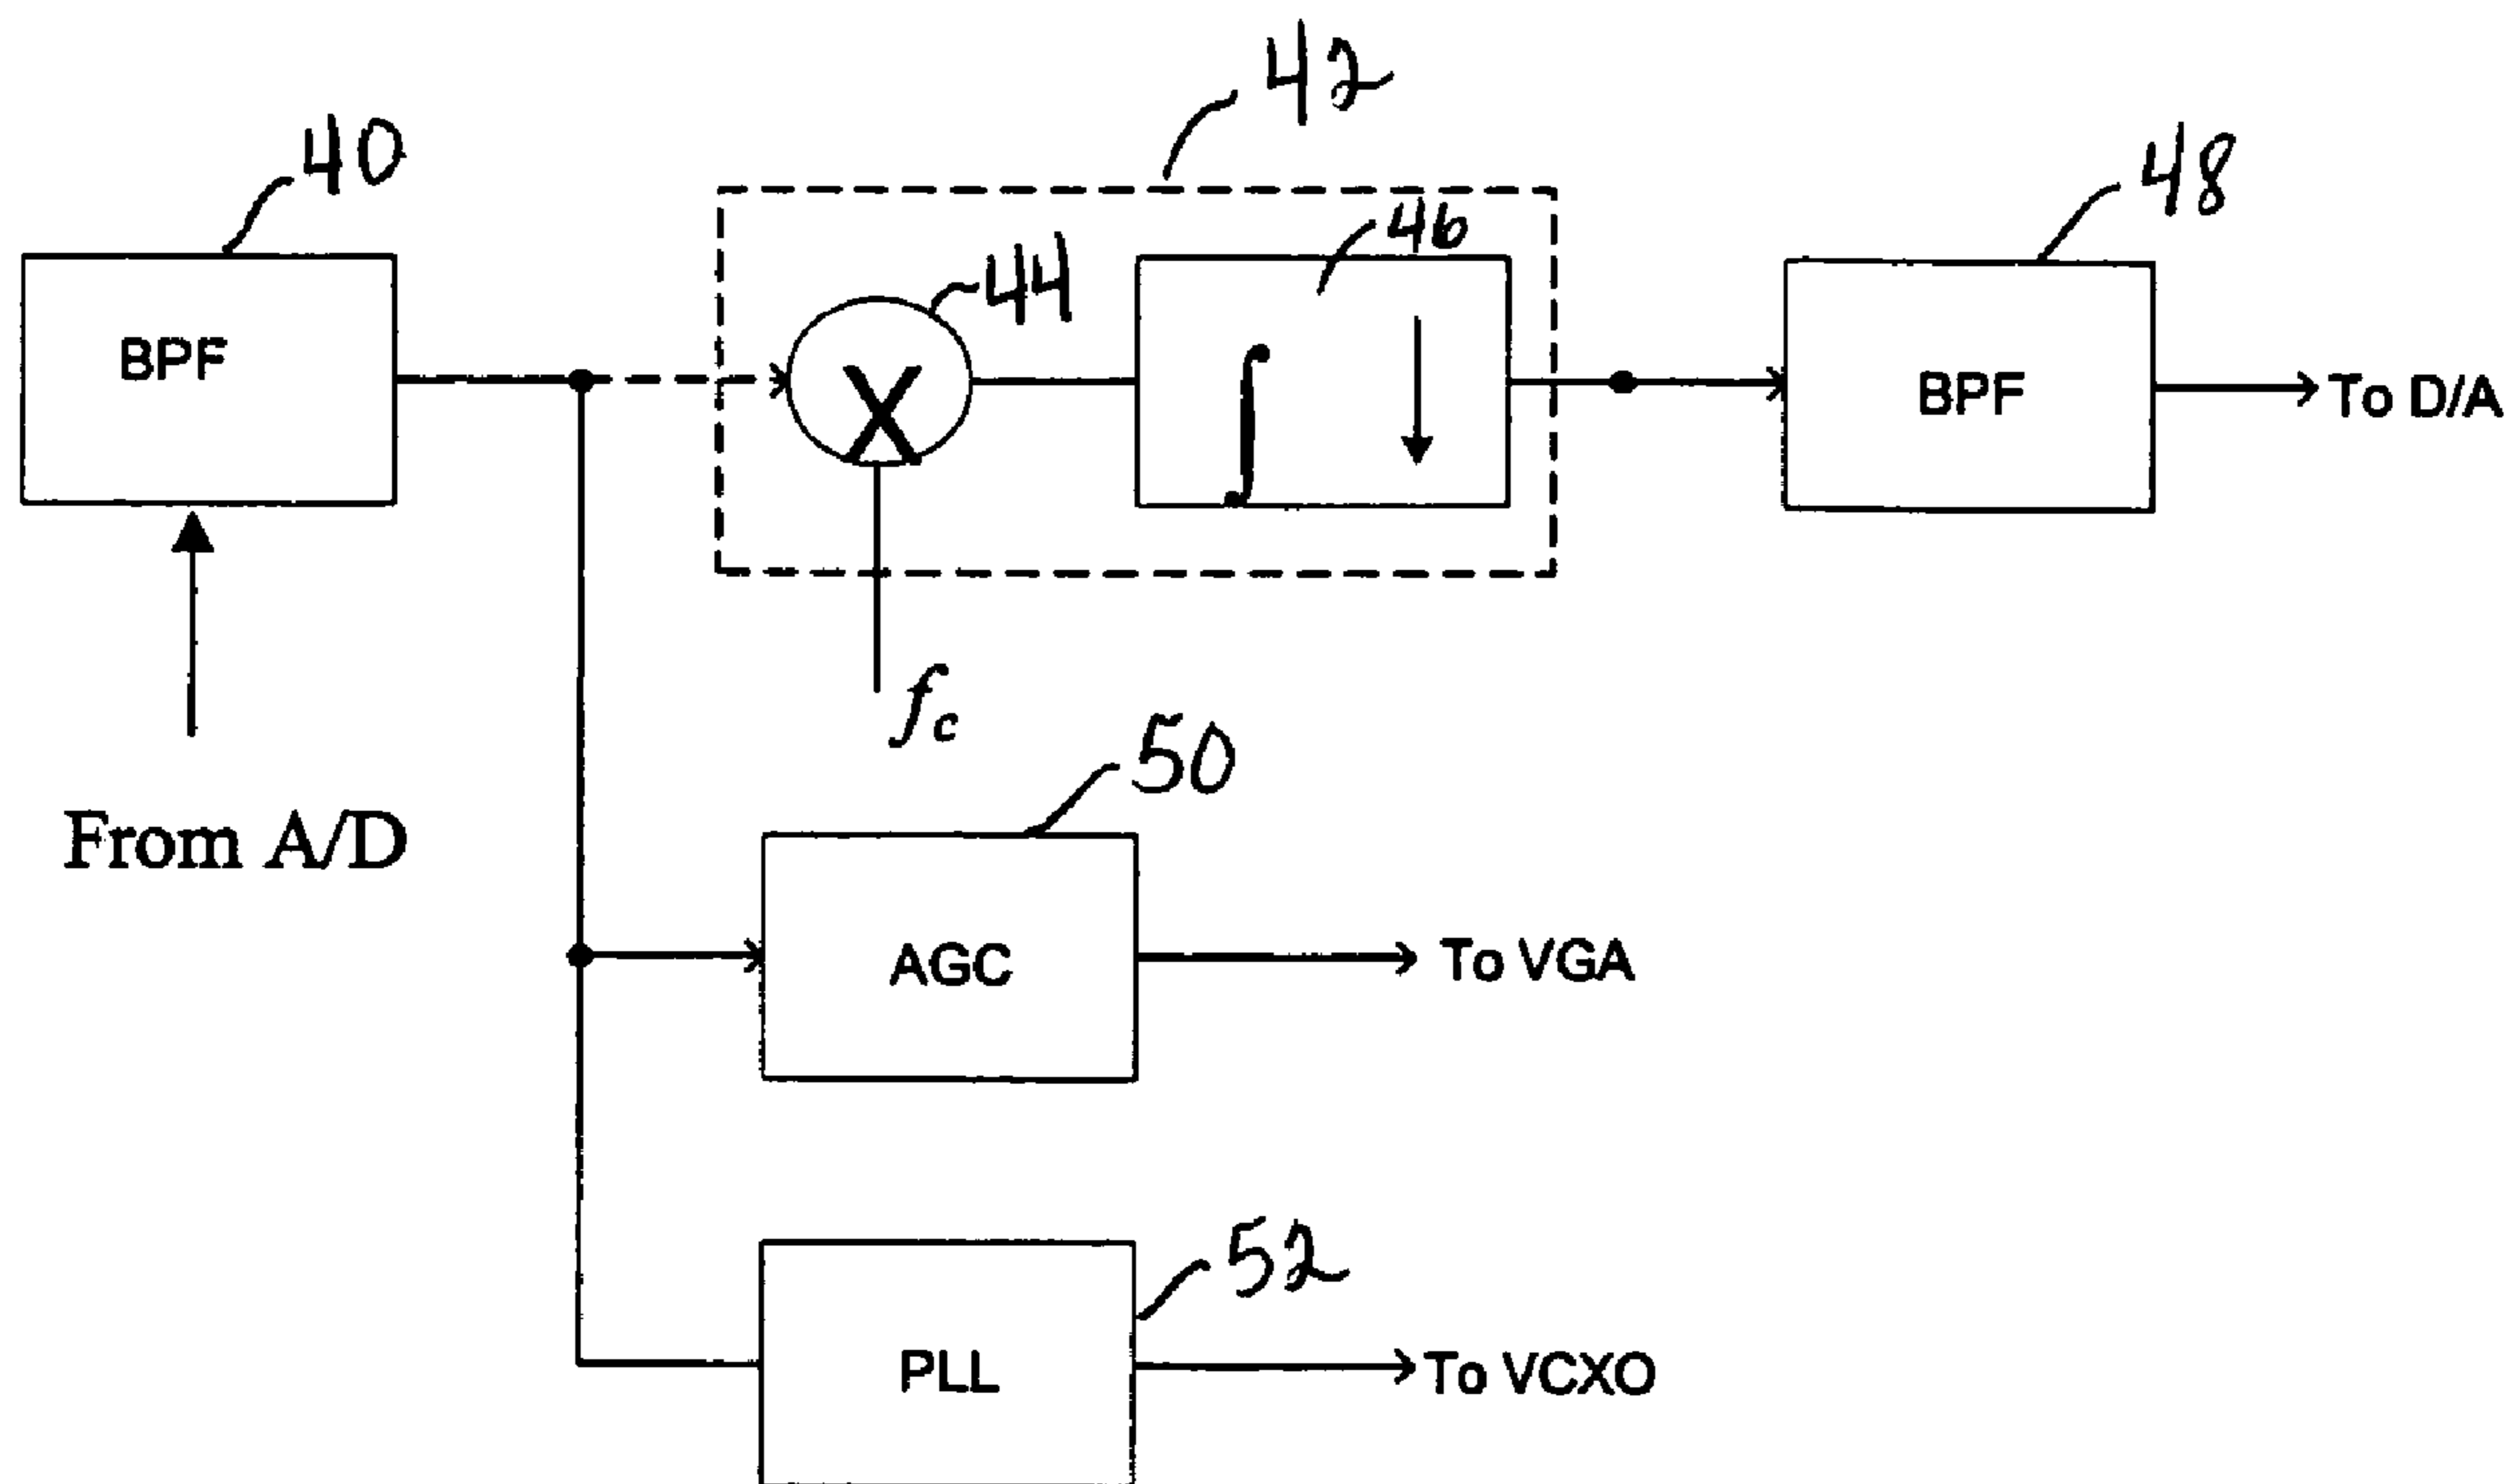 42
40
48
46
44
BPF
X
BPF
To D/A
fc
50
From A/D
AGC
To VGA
52
PLL
To VCXO